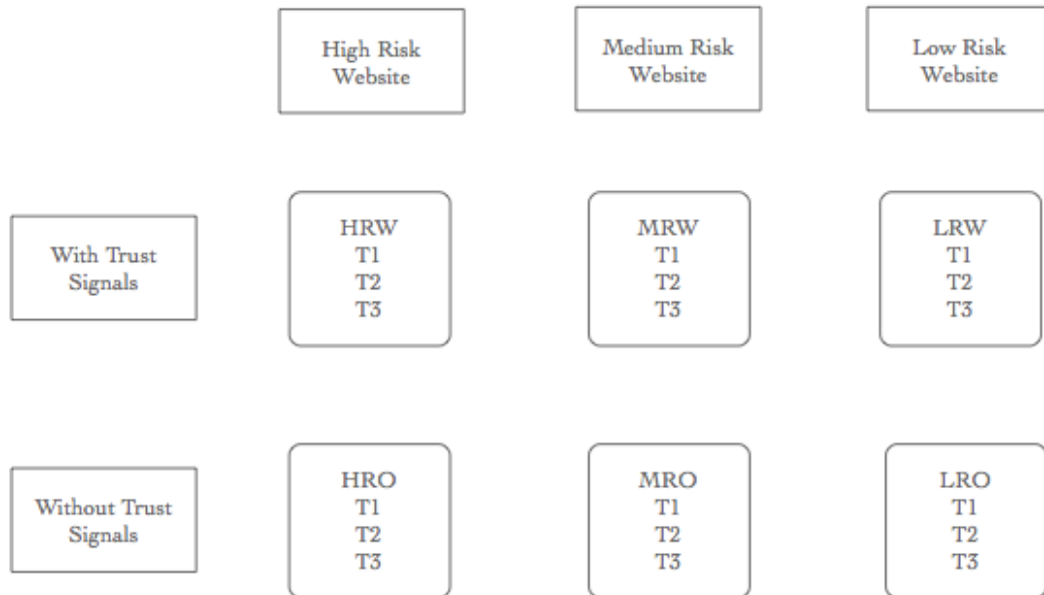 High Risk
Website
Medium Risk
Website
Low Risk
Website
With Trust
Signals
HRW
T1
T2
T3
MRW
T1
T2
T3
LRW
T1
T2
T3
Without Trust
Signals
HRO
T1
T2
T3
MRO
T1
T2
T3
LRO
T1
T2
T3